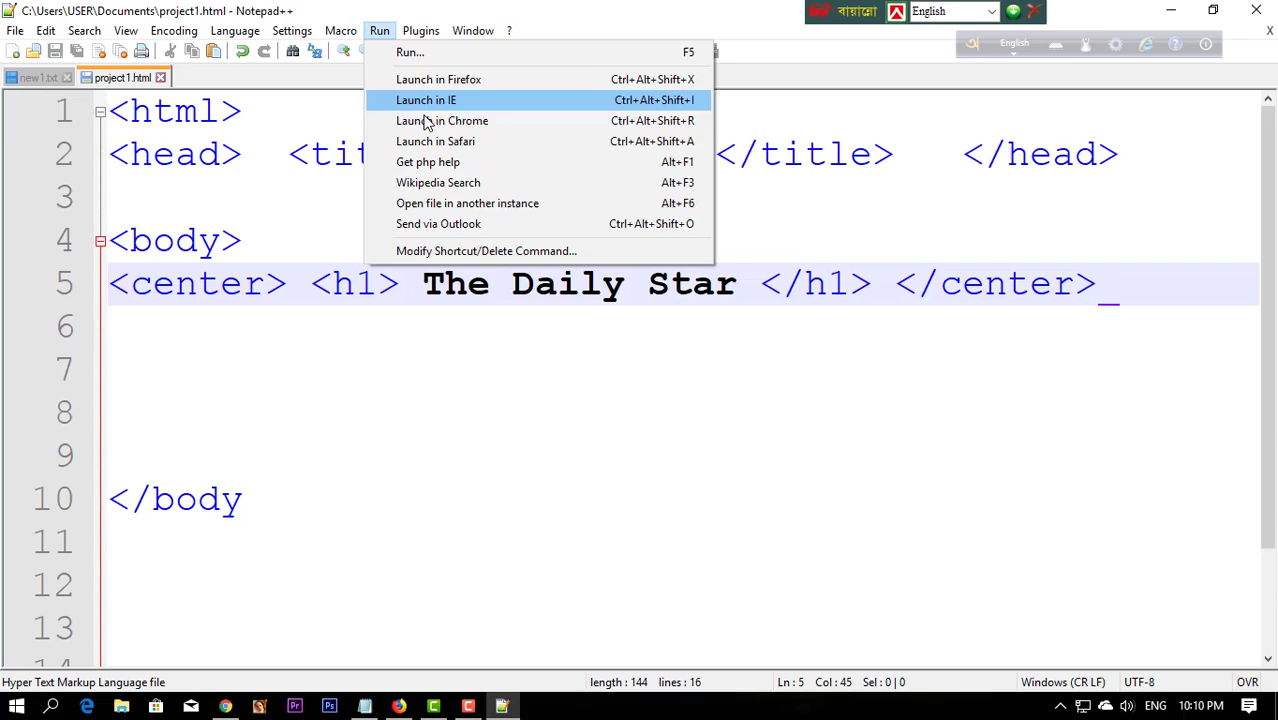 C:\Users\USER\Documents\project1.html - Notepad++
বায়ান্নো English
File Edit Search View Encoding Language Settings Macro Run Plugins Window ? X
অ English
new1.txt project1.html
Run... F5
Launch in Firefox Ctrl+Alt+Shift+X
Launch in IE Ctrl+Alt+Shift+I
Launch in Chrome Ctrl+Alt+Shift+R
Launch in Safari Ctrl+Alt+Shift+A
Get php help Alt+F1
Wikipedia Search Alt+F3
Open file in another instance Alt+F6
Send via Outlook Ctrl+Alt+Shift+O
Modify Shortcut/Delete Command...
1 <html>
2 <head> <tit </title> </head>
3
4 <body>
5 <center> <h1> The Daily Star </h1> </center>
6
7
8
9
10 </body
11
12
13
14
Hyper Text Markup Language file length : 144 lines : 16 Ln : 5 Col : 45 Sel : 0 | 0 Windows (CR LF) UTF-8 OVR
Pr Ps C C ENG 10:10 PM